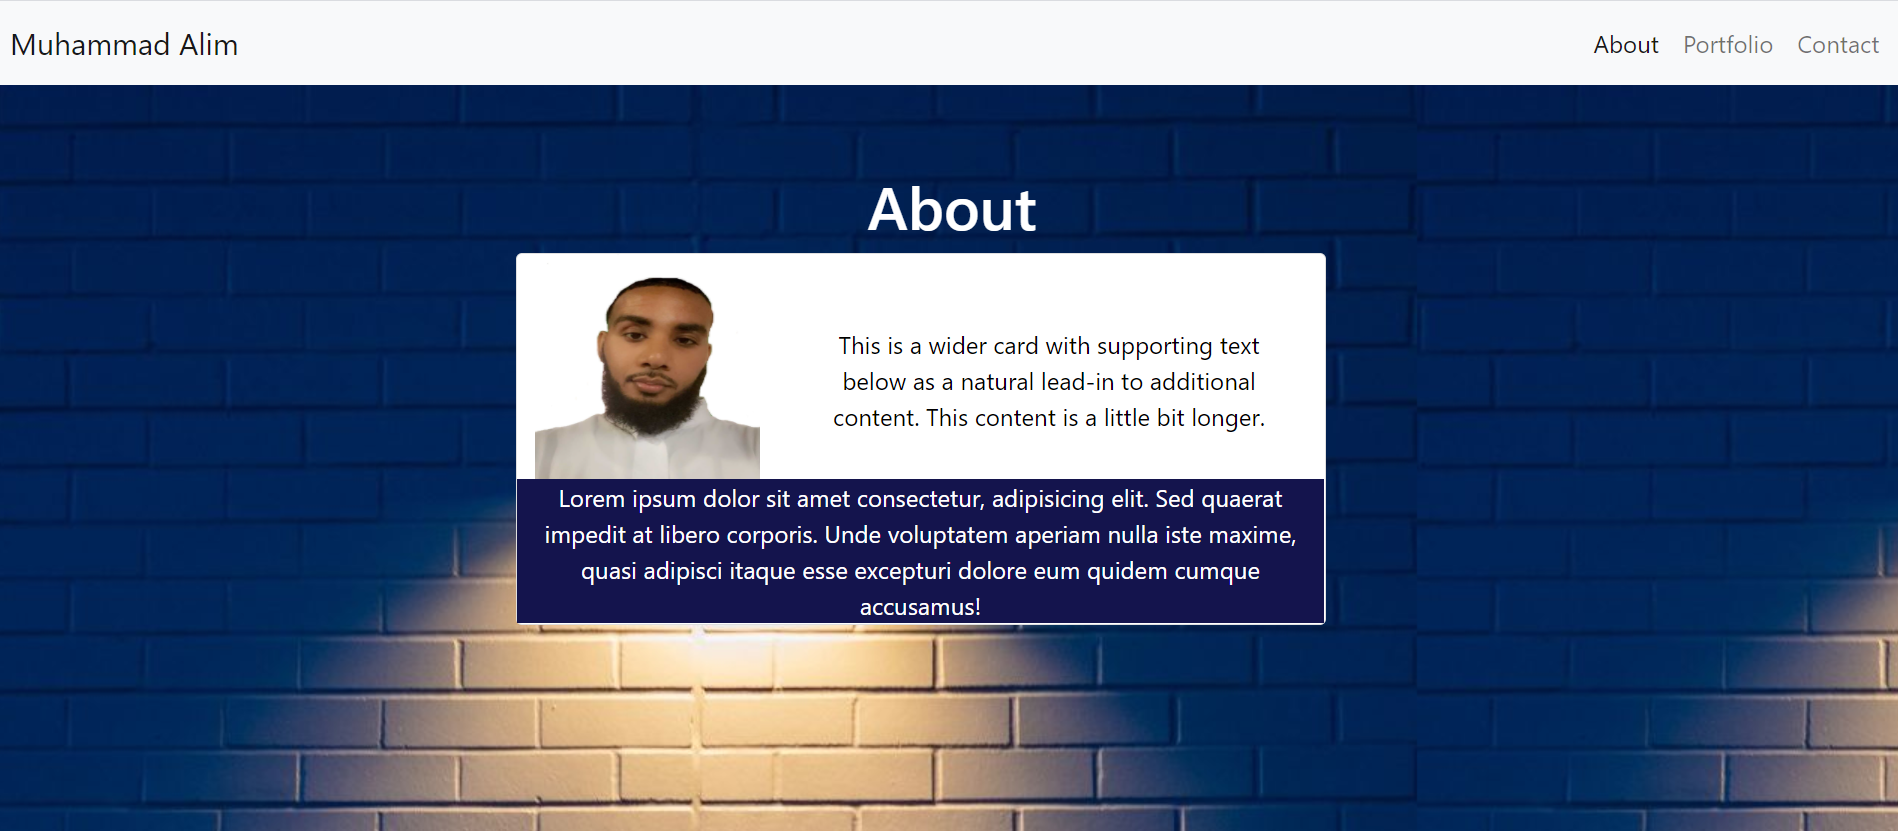 Muhammad Alim
About Portfolio Contact
About
This is a wider card with supporting text
below as a natural lead-in to additional
content. This content is a little bit longer.
Lorem ipsum dolor sit amet consectetur, adipisicing elit. Sed quaerat
impedit at libero corporis. Unde voluptatem aperiam nulla iste maxime,
quasi adipisci itaque esse excepturi dolore eum quidem cumque
accusamus!